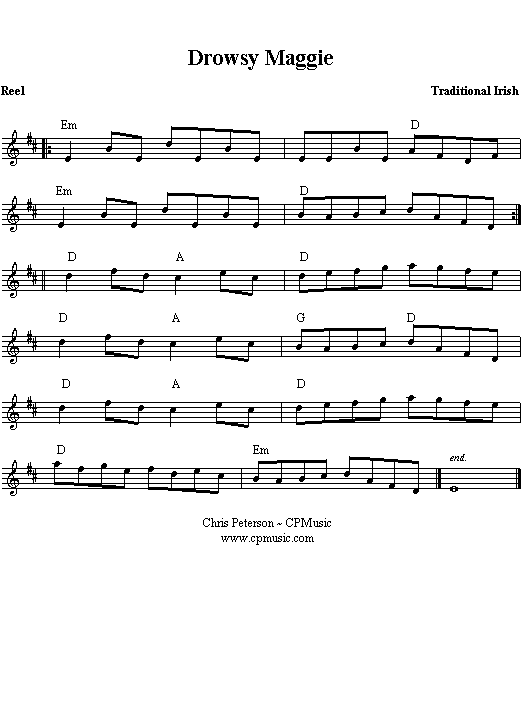 Drowsy Maggie
Reel Traditional Irish
Em D
Em D
D A D
D A G D
D A D
D Em end.
Chris Peterson ~ CPMusic
www.cpmusic.com